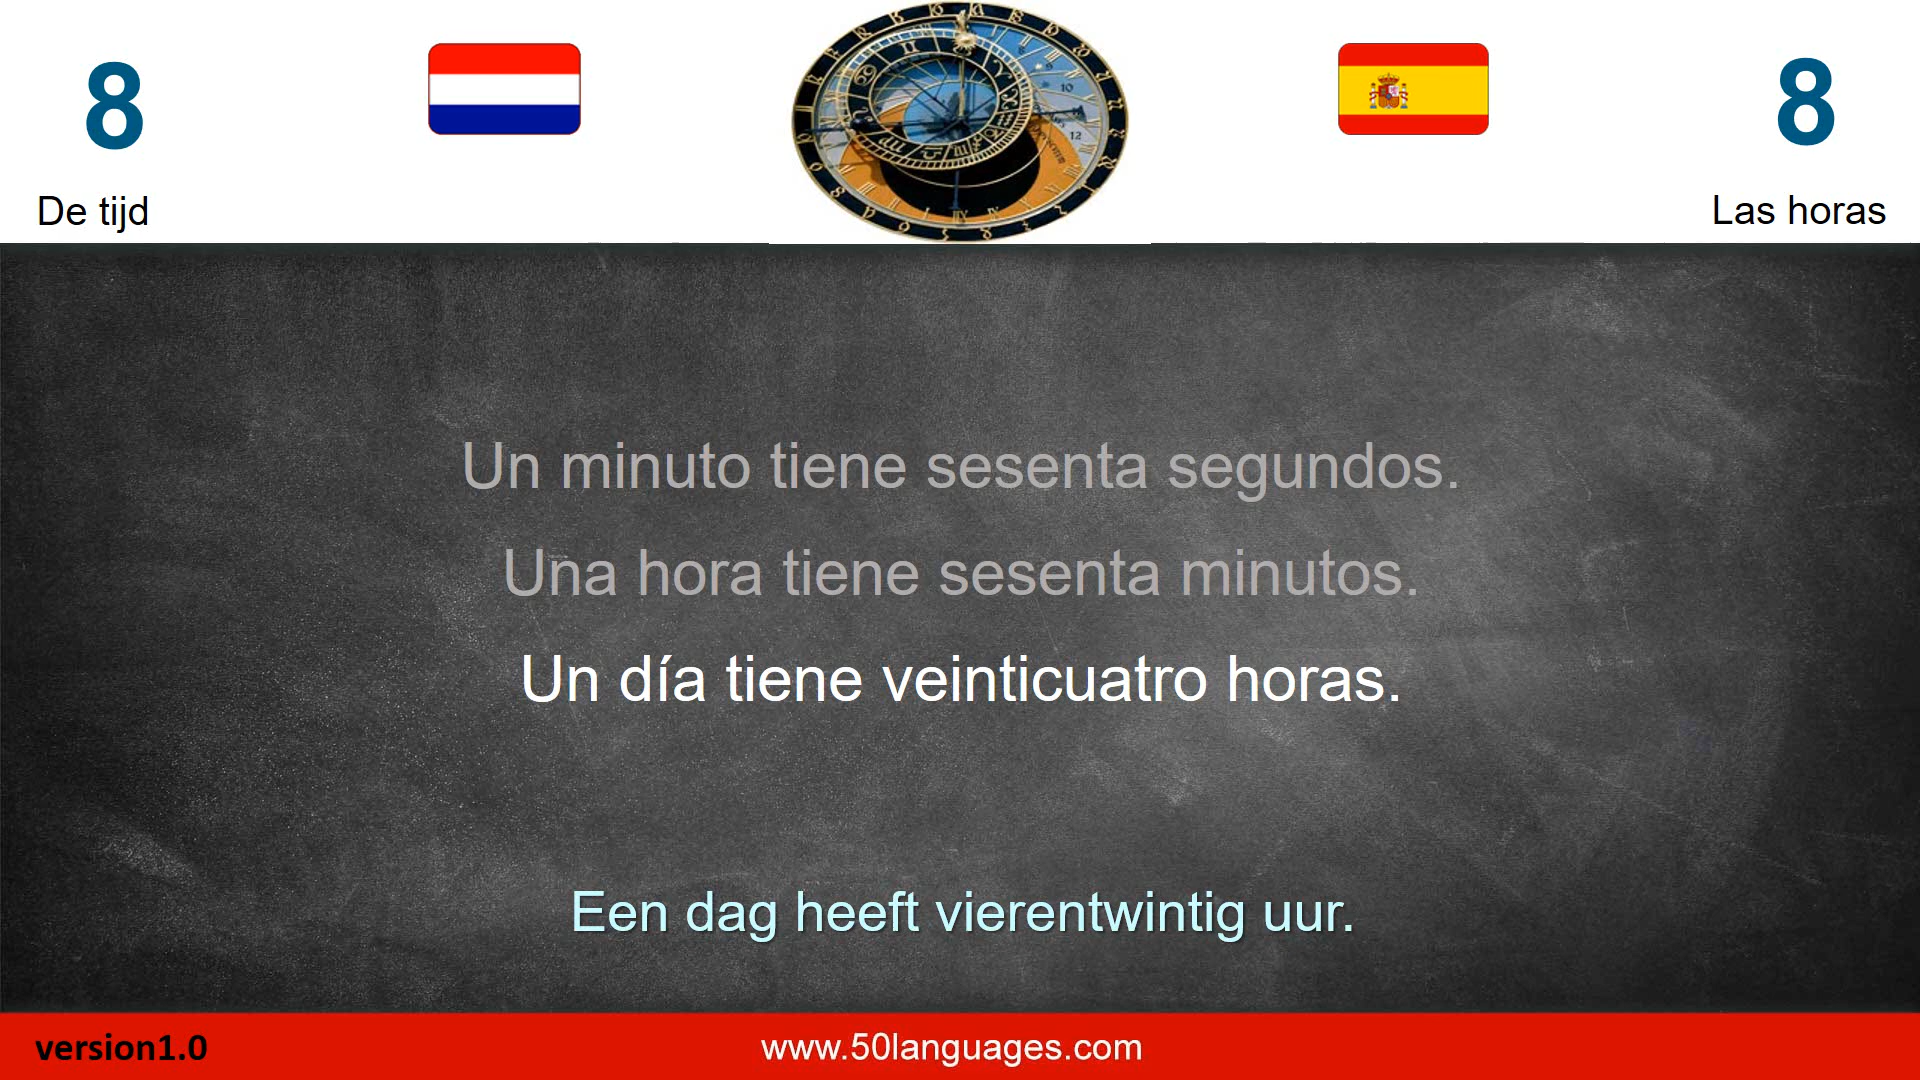 8
8
De tijd
Las horas
Un minuto tiene sesenta segundos.
Una hora tiene sesenta minutos.
Un día tiene veinticuatro horas.
Een dag heeft vierentwintig uur.
version1.0
www.50languages.com